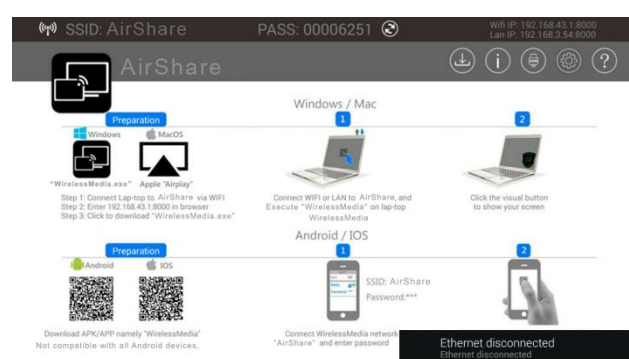 SSID: AirShare PASS: 00006251 Wifi IP: 192.168.43.1:8000
Lan IP: 192.168.3.54:8000
AirShare
Windows / Mac
Preparation 1 2
Windows MacOS
"WirelessMedia.exe" Apple "Airplay"
Step 1: Connect Lap-top to AirShare via WIFI
Step 2: Enter 192.168.43.1:8000 in browser
Step 3: Click to download "WirelessMedia.exe"
Connect WIFI or LAN to AirShare, and
Execute "WirelessMedia" on lap-top
WirelessMedia
Click the visual button
to show your screen
Android / IOS
Preparation 1 2
Android IOS
SSID: AirShare
Password:***
Download APK/APP namely "WirelessMedia"
Not compatible with all Android devices.
Connect WirelessMedia network
"AirShare" and enter password
Ethernet disconnected
Ethernet disconnected